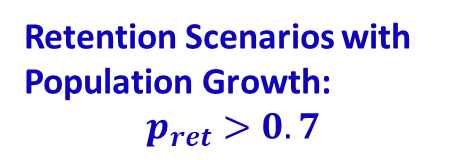 Retention Scenarios with
Population Growth:
p_ret > 0.7